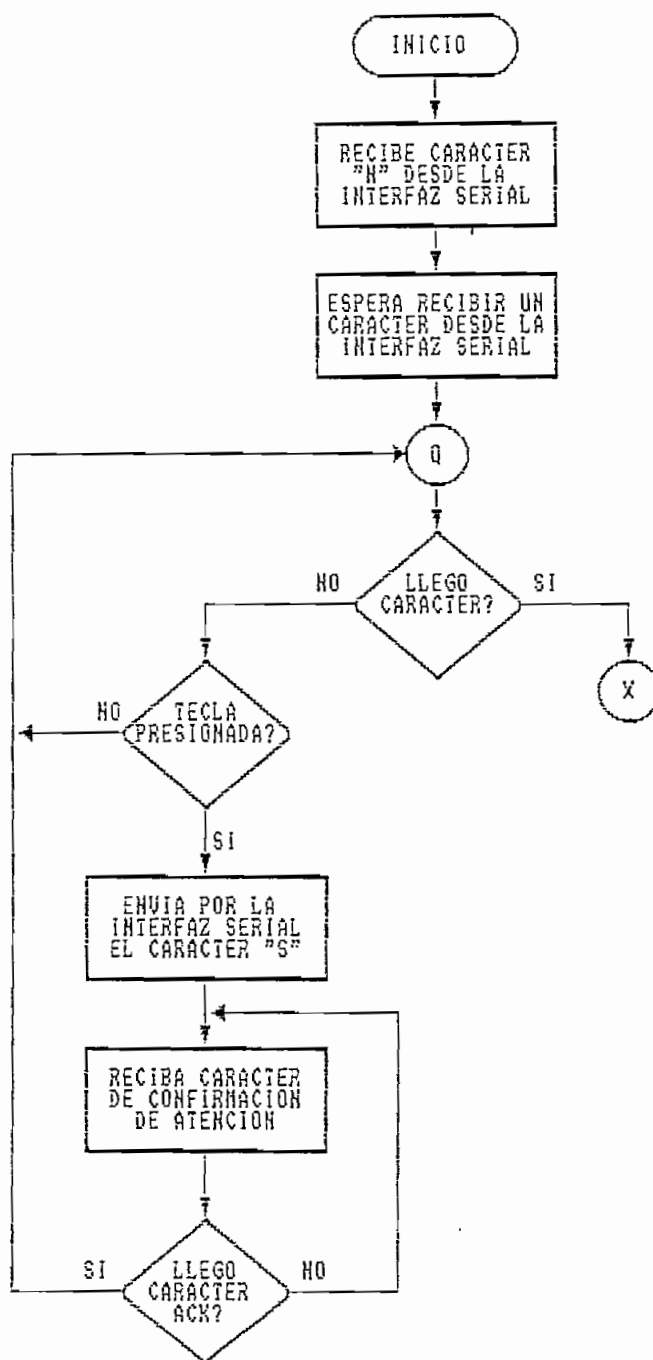 INICIO
RECIBE CARACTER
"N" DESDE LA
INTERFAZ SERIAL
ESPERA RECIBIR UN
CARACTER DESDE LA
INTERFAZ SERIAL
Q
NO
LLEGO
CARACTER?
SI
X
NO
TECLA
PRESIONADA?
SI
ENVIA POR LA
INTERFAZ SERIAL
EL CARACTER "S"
RECIBA CARACTER
DE CONFIRMACION
DE ATENCION
SI
LLEGO
CARACTER
ACK?
NO